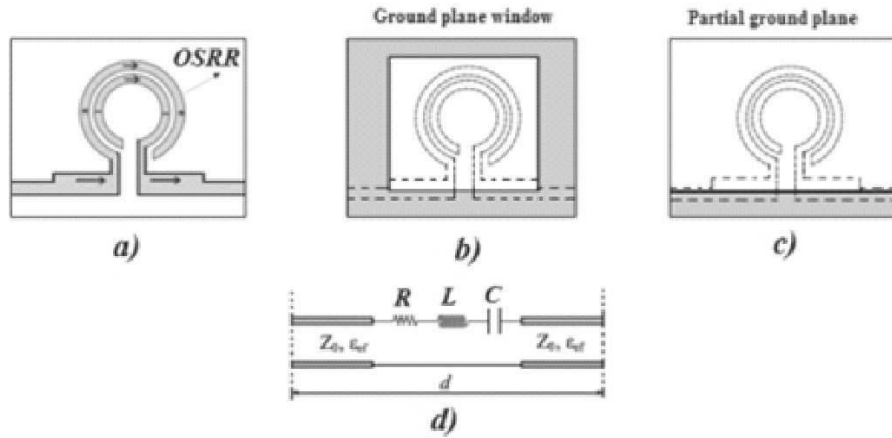 Ground plane window
Partial ground plane
OSRR
a)
b)
c)
R L C
Z₀, εef Z₀, εef
d
d)